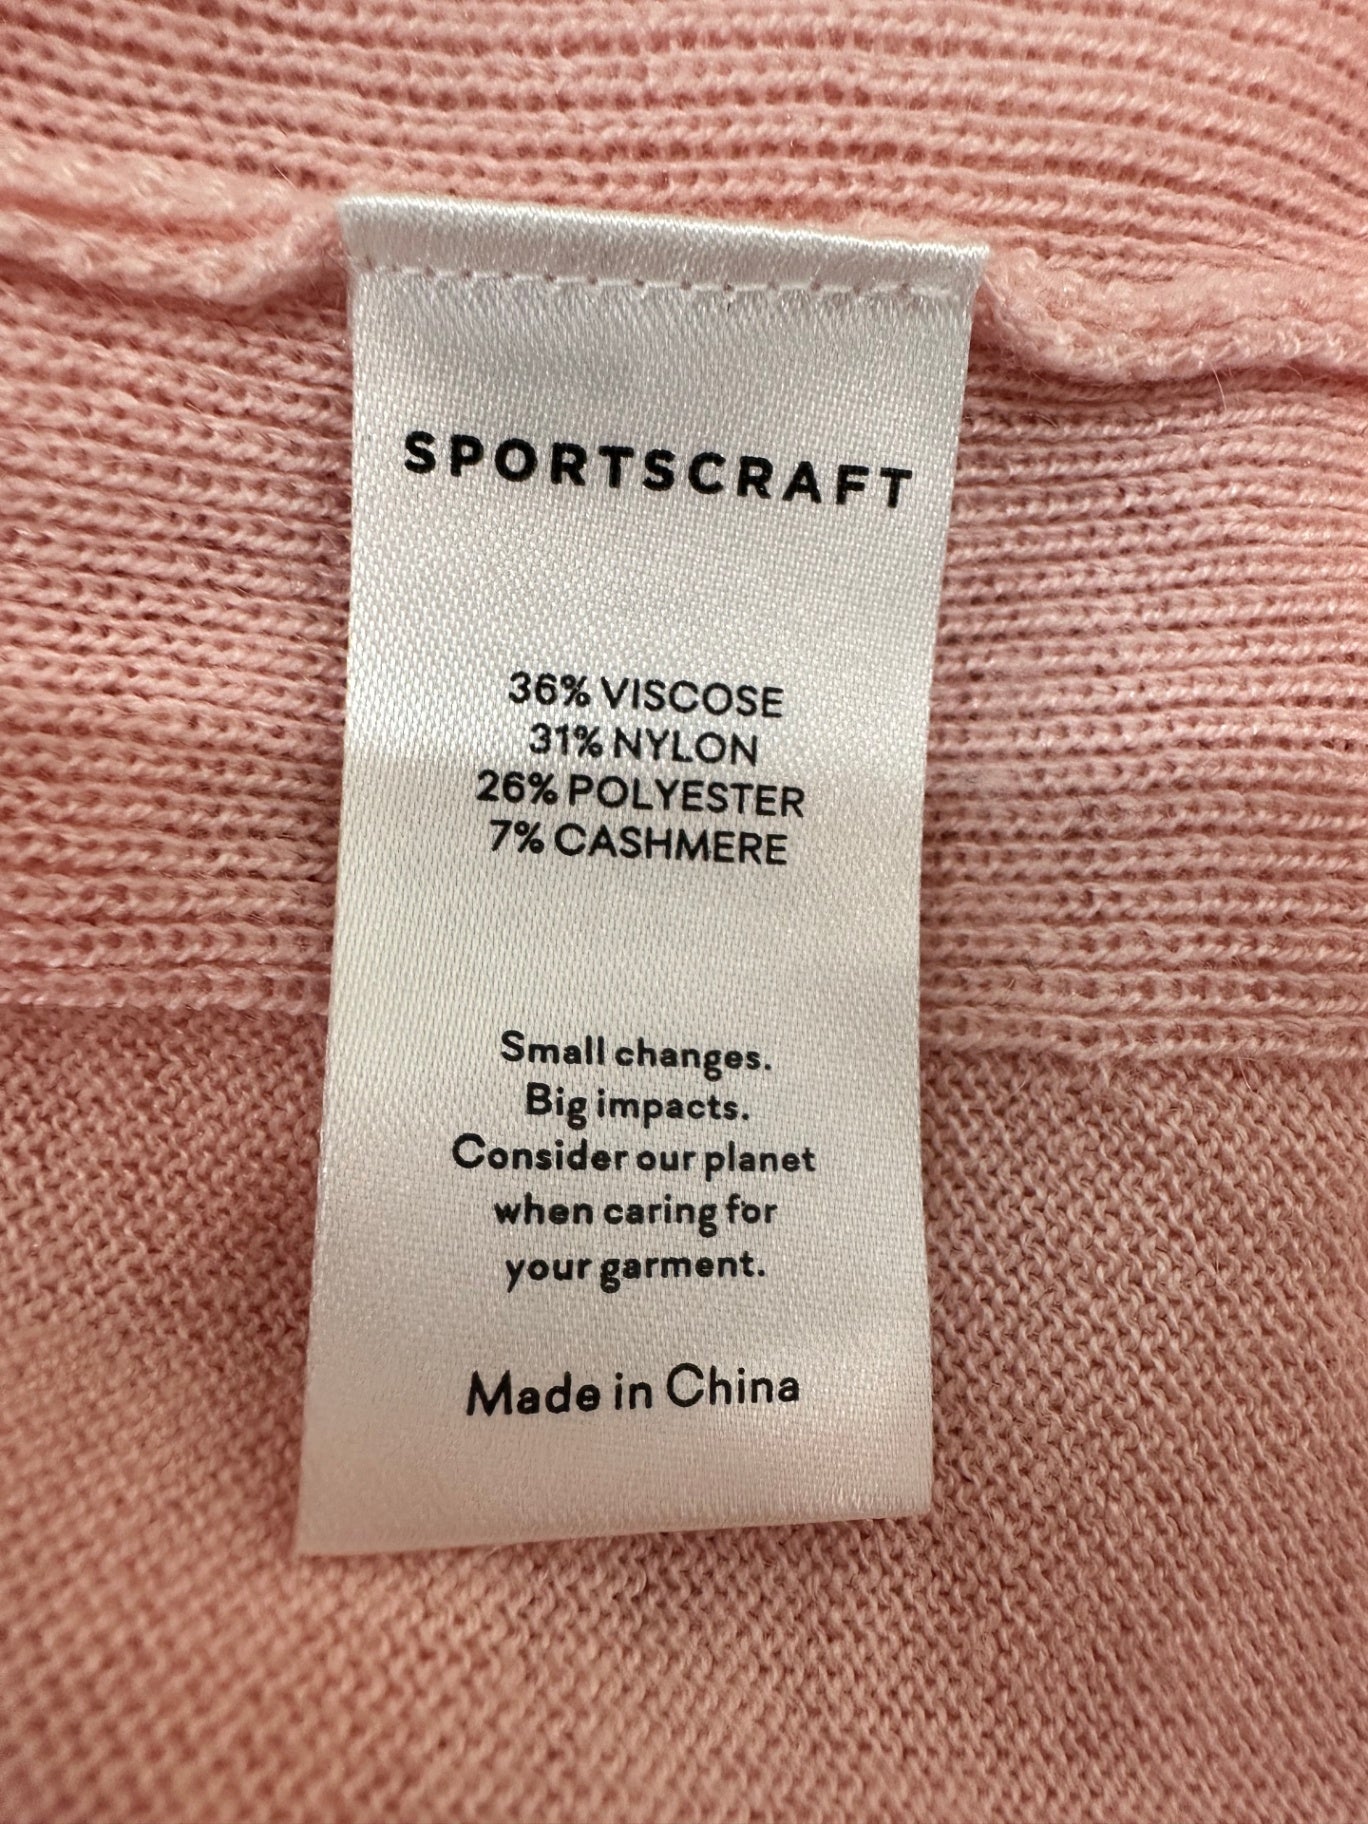 SPORTSCRAFT
36% VISCOSE
31% NYLON
26% POLYESTER
7% CASHMERE
Small changes.
Big impacts.
Consider our planet
when caring for
your garment.
Made in China